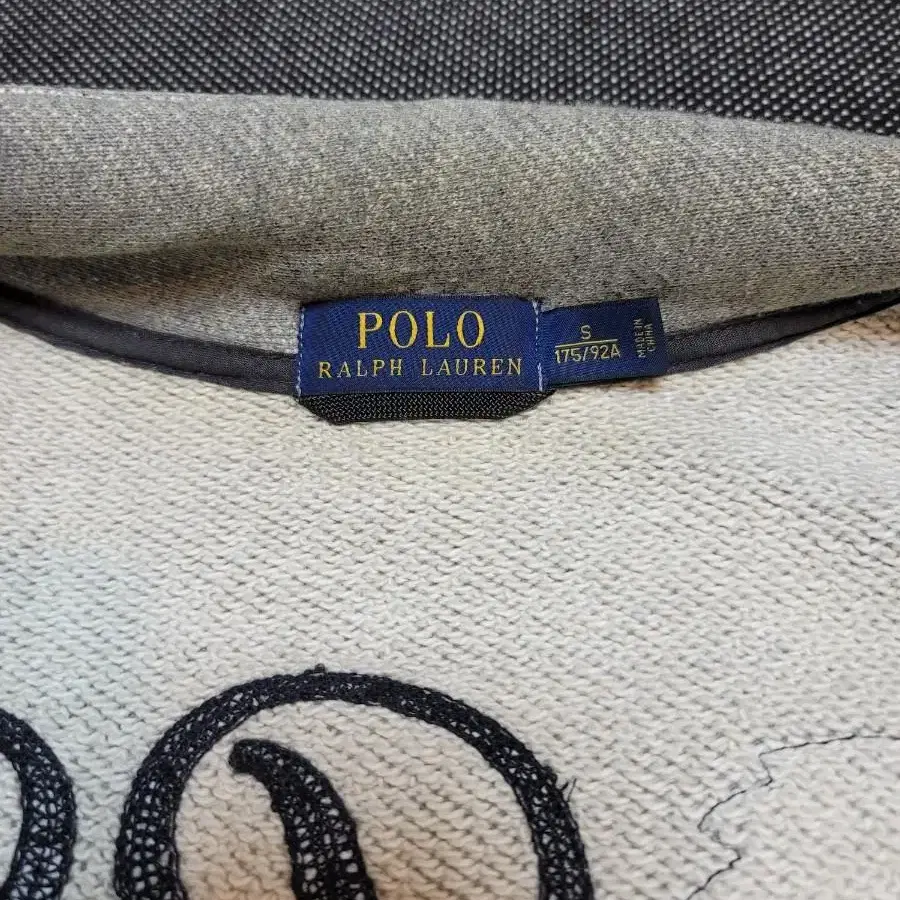 POLO
RALPH LAUREN
S
175/92A
MADE IN
CHINA